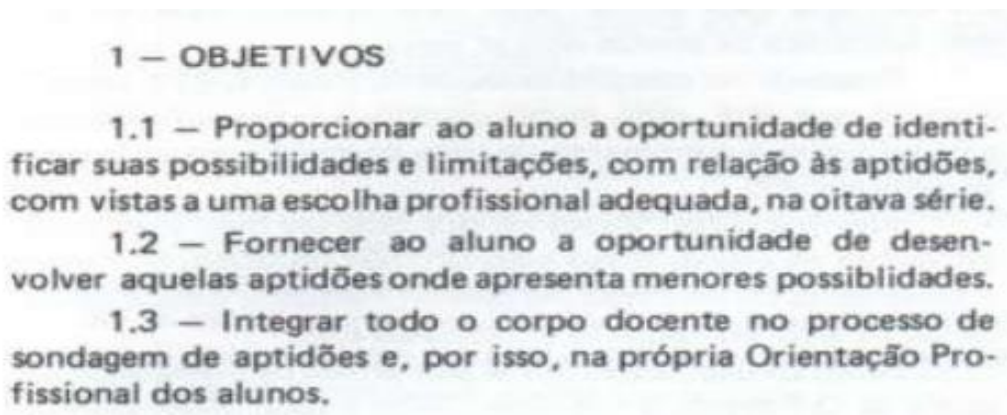 1 — OBJETIVOS
1.1 — Proporcionar ao aluno a oportunidade de identi-
ficar suas possibilidades e limitações, com relação às aptidões,
com vistas a uma escolha profissional adequada, na oitava série.
1.2 — Fornecer ao aluno a oportunidade de desen-
volver aquelas aptidões onde apresenta menores possiblidades.
1.3 — Integrar todo o corpo docente no processo de
sondagem de aptidões e, por isso, na própria Orientação Pro-
fissional dos alunos.